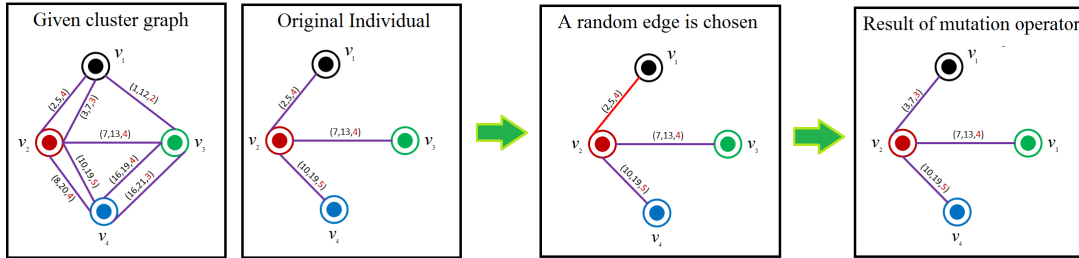 Given cluster graph
v1
(2,5,4)
(3,7,3)
(1,12,2)
v2
(7,13,4)
v3
(10,19,5)
(8,20,4)
(16,19,4)
(16,21,3)
v4
Original Individual
v1
(2,5,4)
v2
(7,13,4)
v3
(10,19,5)
v4
A random edge is chosen
v1
(2,5,4)
v2
(7,13,4)
v3
(10,19,5)
v4
Result of mutation operator
v1
(3,7,3)
v2
(7,13,4)
v3
(10,19,5)
v4